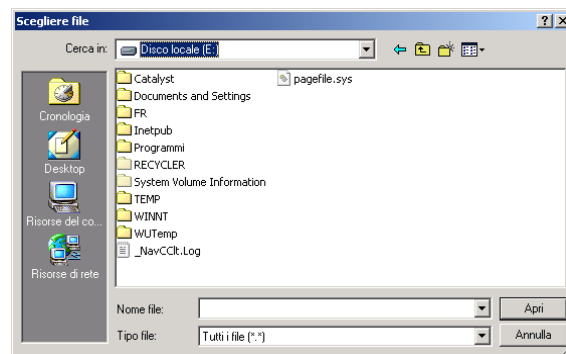 Scegliere file
Cerca in:
Disco locale (E:)
Cronologia
Desktop
Risorse del co...
Risorse di rete
Catalyst
Documents and Settings
FR
Inetpub
Programmi
RECYCLER
System Volume Information
TEMP
WINNT
WUTemp
_NavCClt.Log
pagefile.sys
Nome file:
Apri
Tipo file:
Tutti i file (*.*)
Annulla